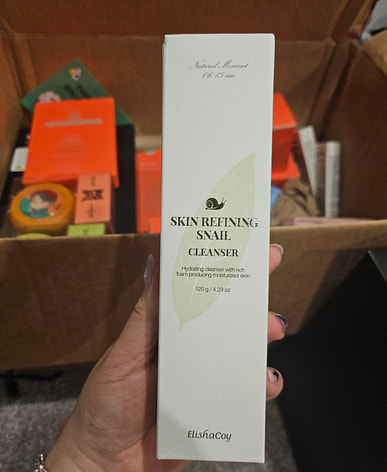 Natural Moment
06:15 am
SKIN REFINING
SNAIL
CLEANSER
Hydrating cleanser with rich
foam producing moisturized skin
120 g / 4.23 oz
ElishaCoy